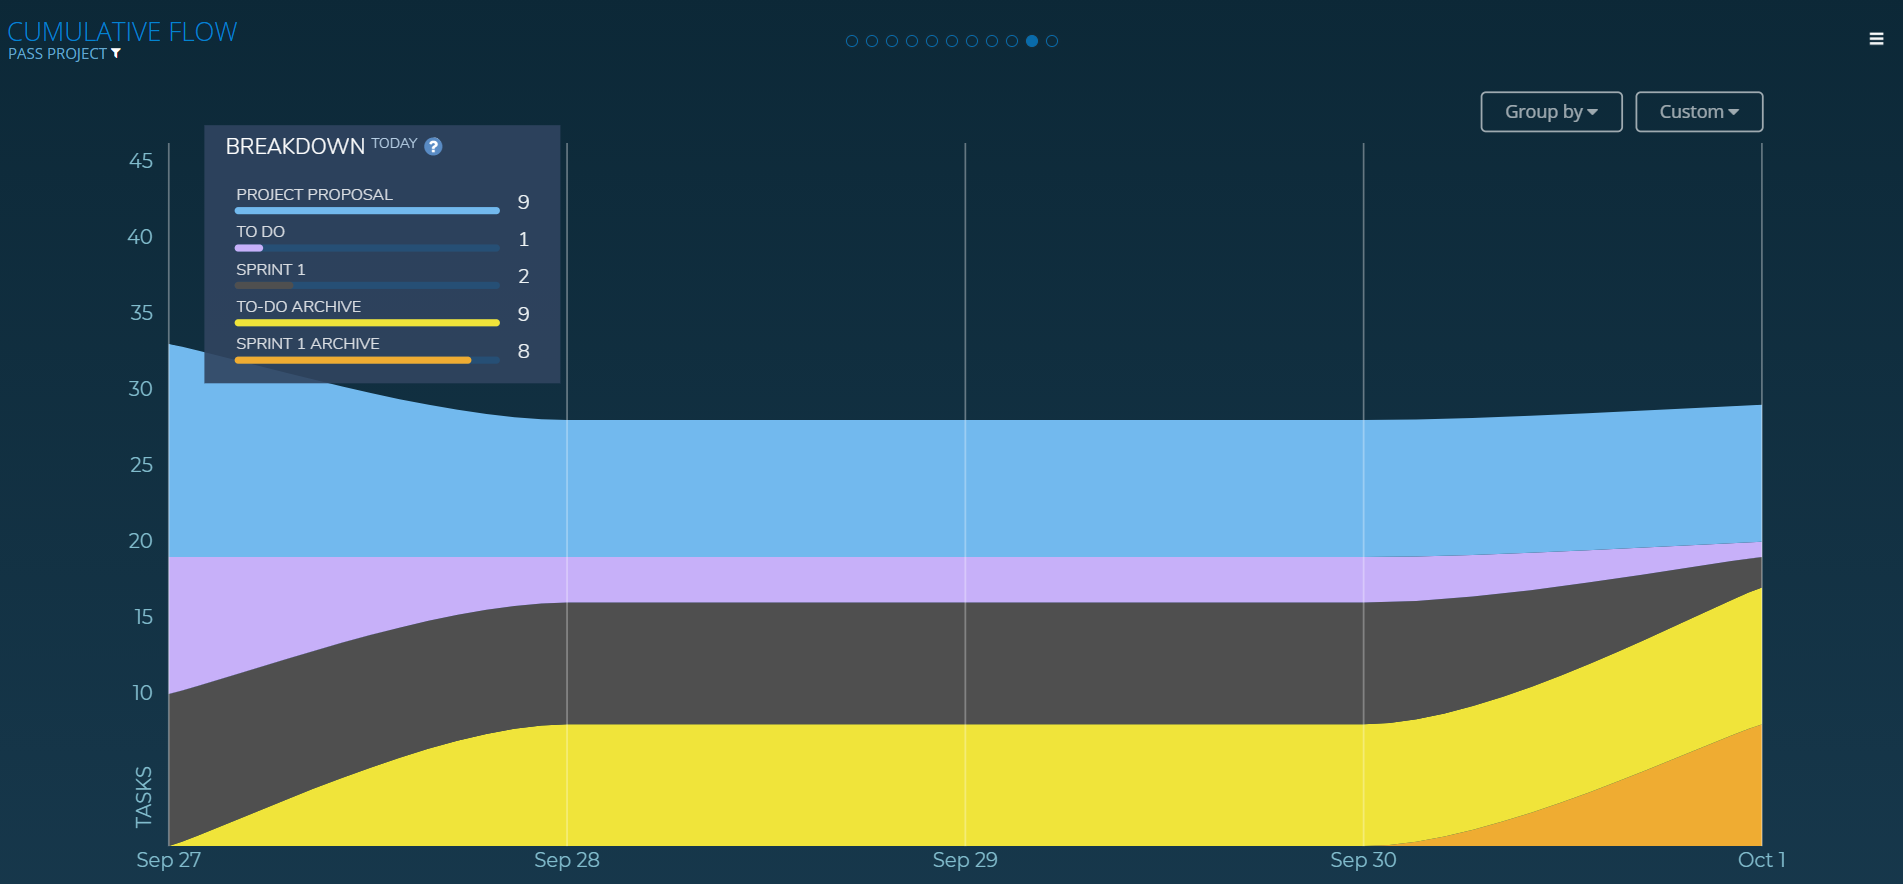 CUMULATIVE FLOW
PASS PROJECT
Group by
Custom
BREAKDOWN TODAY ?
PROJECT PROPOSAL 9
TO DO 1
SPRINT 1 2
TO-DO ARCHIVE 9
SPRINT 1 ARCHIVE 8
45
40
35
30
25
20
15
10
TASKS
Sep 27 Sep 28 Sep 29 Sep 30 Oct 1